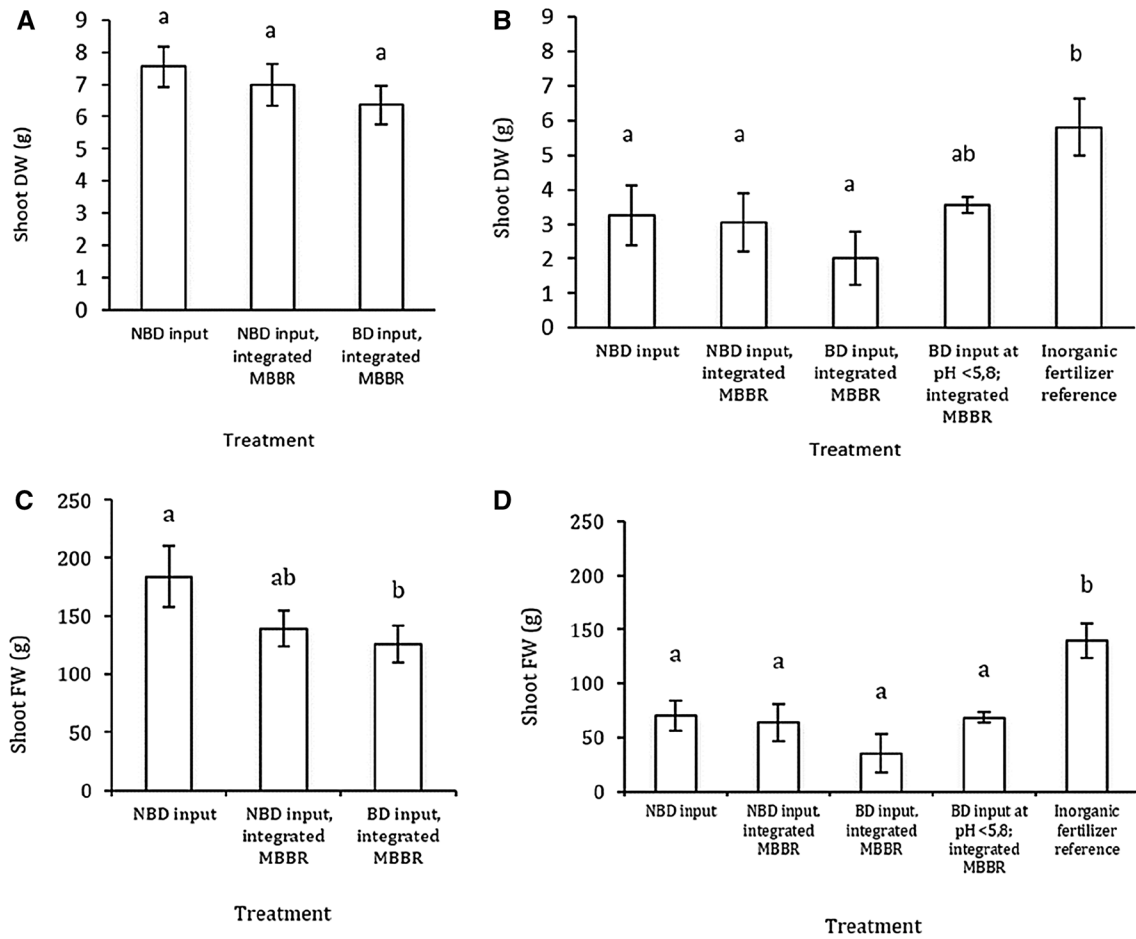 A
9
8
7
6
5
4
3
2
1
0
Shoot DW (g)
a
a
a
NBD input
NBD input,
integrated
MBBR
BD input,
integrated
MBBR
Treatment
B
9
8
7
6
5
4
3
2
1
0
Shoot DW (g)
a
a
a
ab
b
NBD input
NBD input,
integrated
MBBR
BD input,
integrated
MBBR
BD input at
pH <5,8;
integrated
MBBR
Inorganic
fertilizer
reference
Treatment
C
250
200
150
100
50
0
Shoot FW (g)
a
ab
b
NBD input
NBD input,
integrated
MBBR
BD input,
integrated
MBBR
Treatment
D
250
200
150
100
50
0
Shoot FW (g)
a
a
a
a
b
NBD input
NBD input.
integrated
MBBR
BD input.
integrated
MBBR
BD input at
pH <5,8;
integrated
MBBR
Inorganic
fertilizer
reference
Treatment